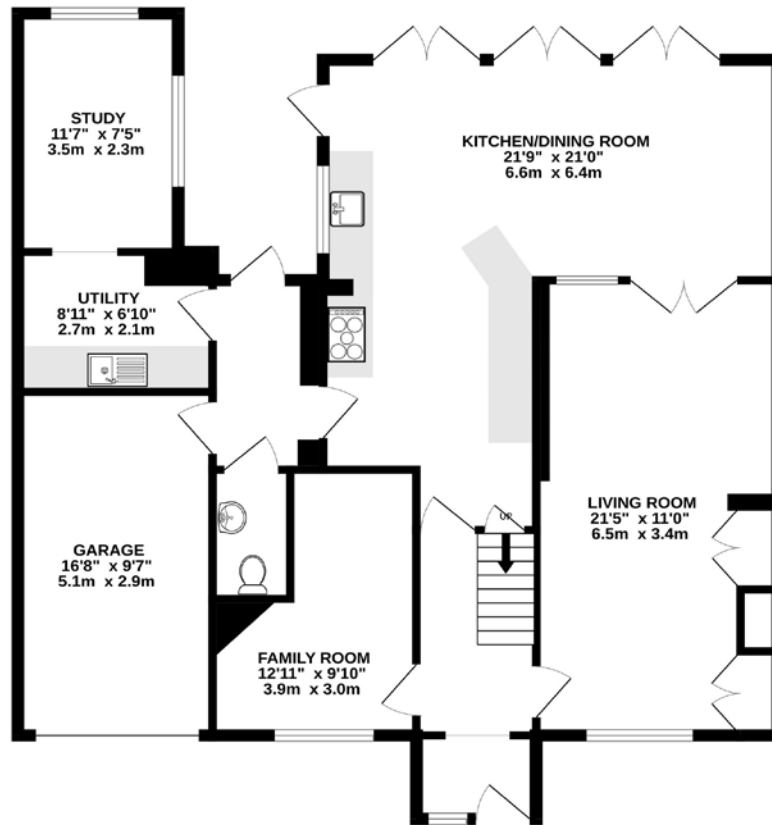 STUDY
11'7" x 7'5"
3.5m x 2.3m
KITCHEN/DINING ROOM
21'9" x 21'0"
6.6m x 6.4m
UTILITY
8'11" x 6'10"
2.7m x 2.1m
UP
LIVING ROOM
21'5" x 11'0"
6.5m x 3.4m
GARAGE
16'8" x 9'7"
5.1m x 2.9m
FAMILY ROOM
12'11" x 9'10"
3.9m x 3.0m